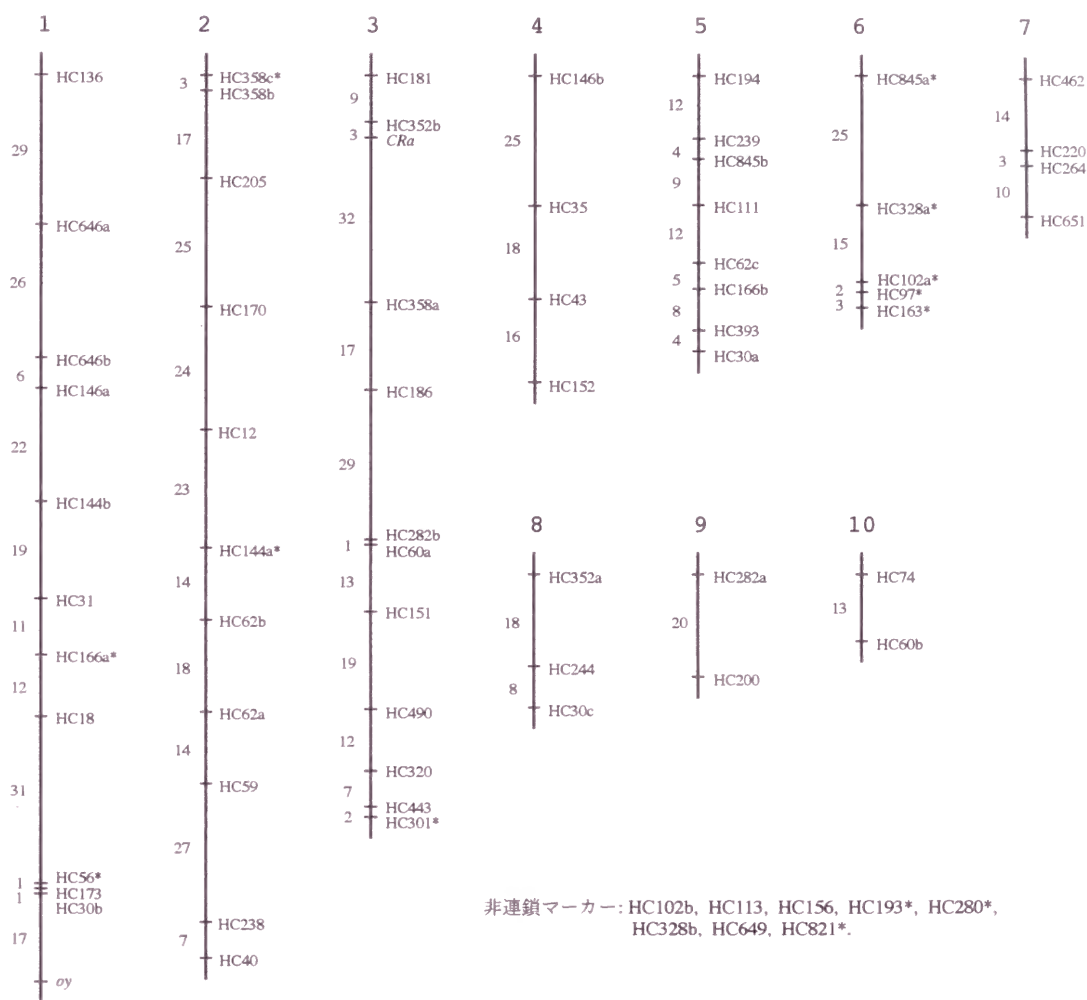 1
HC136
29
HC646a
26
HC646b
6
HC146a
22
HC144b
19
HC31
11
HC166a*
12
HC18
31
HC56*
1
HC173
1
HC30b
17
oy
2
HC358c*
3
HC358b
17
HC205
25
HC170
24
HC12
23
HC144a*
14
HC62b
18
HC62a
14
HC59
27
HC238
7
HC40
3
HC181
9
HC352b
3
CRa
32
HC358a
17
HC186
29
HC282b
1
HC60a
13
HC151
19
HC490
12
HC320
7
HC443
2
HC301*
4
HC146b
25
HC35
18
HC43
16
HC152
5
HC194
12
HC239
4
HC845b
9
HC111
12
HC62c
5
HC166b
8
HC393
4
HC30a
6
HC845a*
25
HC328a*
15
HC102a*
2
HC97*
3
HC163*
7
HC462
14
HC220
3
HC264
10
HC651
8
HC352a
18
HC244
8
HC30c
9
HC282a
20
HC200
10
HC74
13
HC60b
非連鎖マーカー: HC102b, HC113, HC156, HC193*, HC280*,
HC328b, HC649, HC821*.